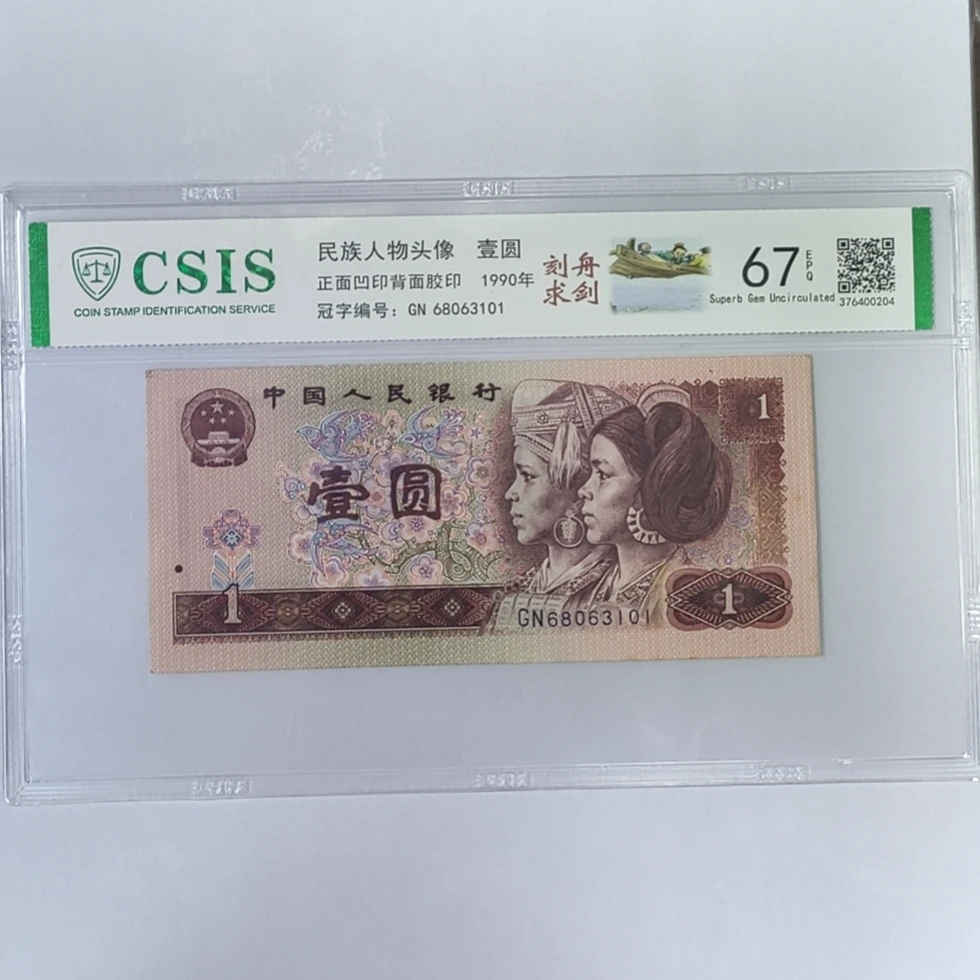 CSIS
COIN STAMP IDENTIFICATION SERVICE
民族人物头像 壹圆
正面凹印背面胶印 1990年
冠字编号: GN 68063101
刻舟
求剑
67
EPQ
Superb Gem Uncirculated
376400204
中国人民银行
1
壹圆
1
1
GN68063101